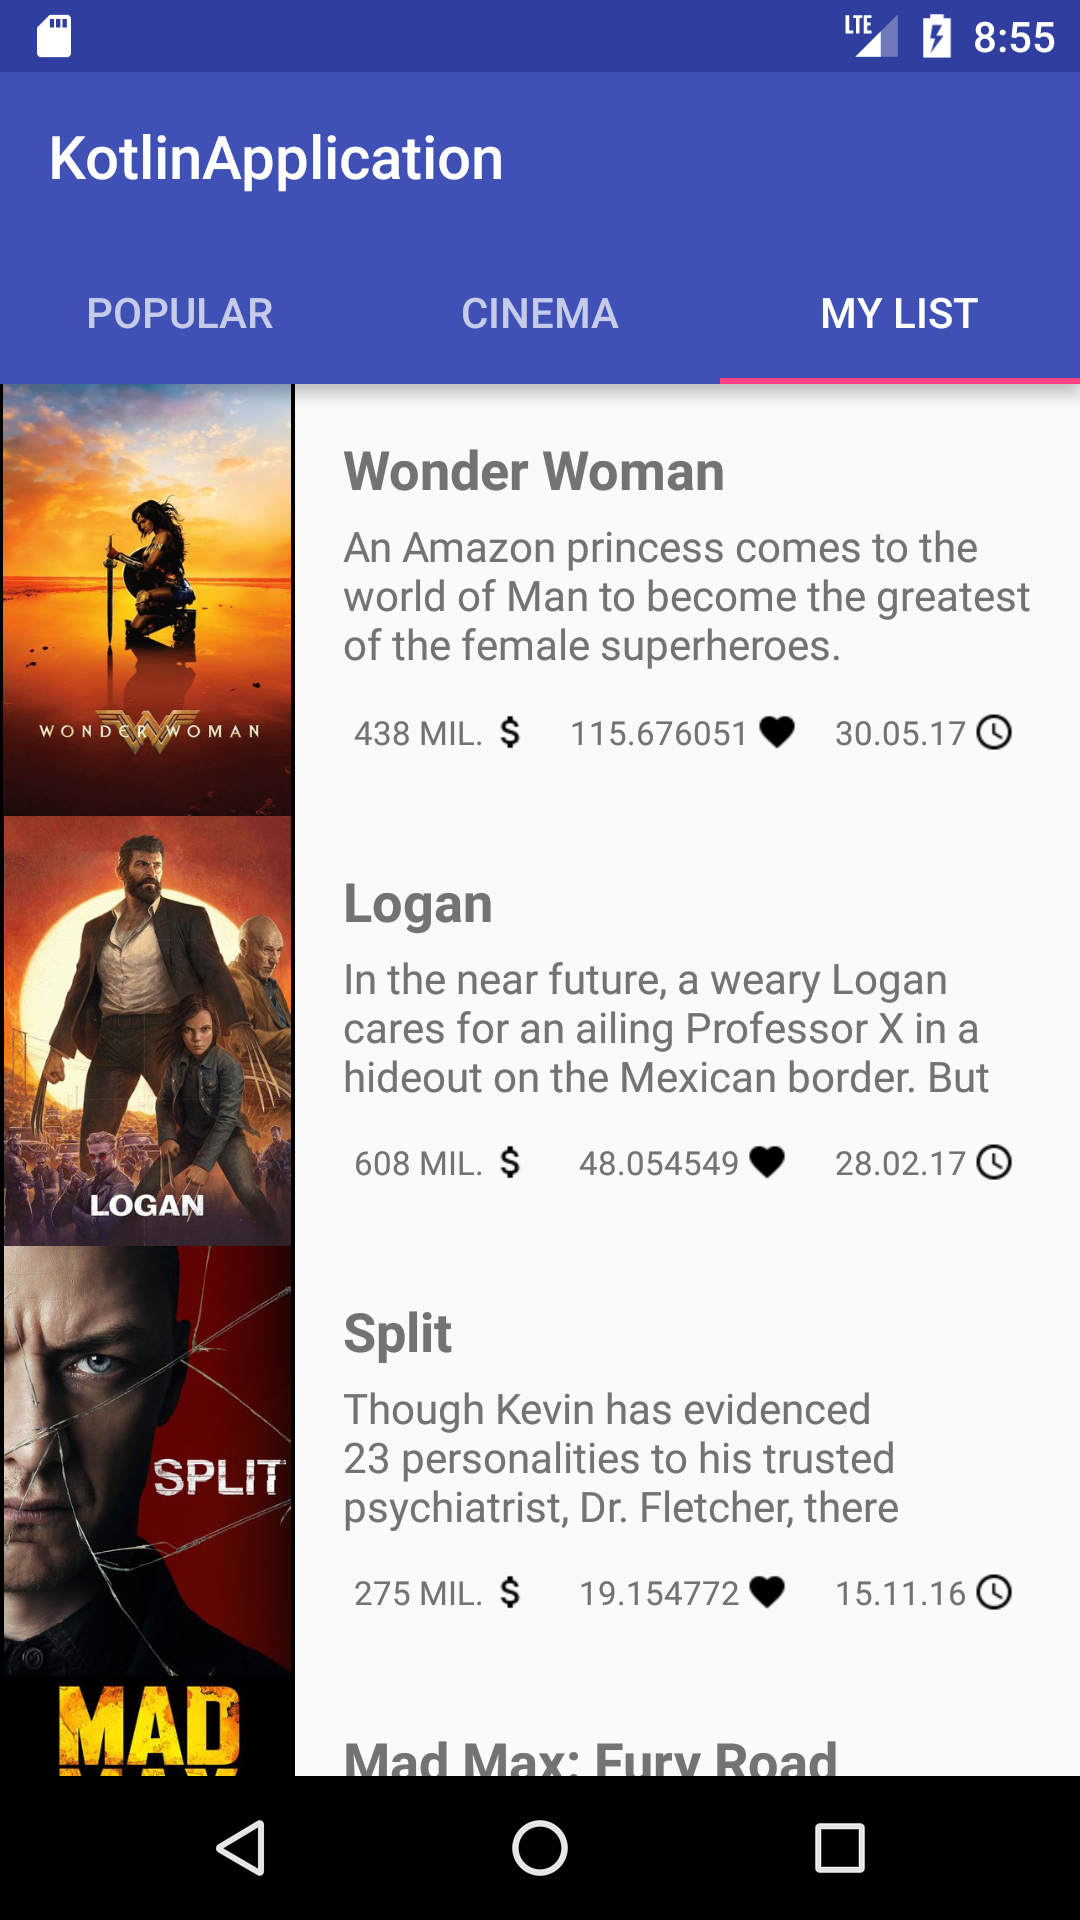 LTE 8:55
KotlinApplication
POPULAR CINEMA MY LIST
WONDER WOMAN
Wonder Woman
An Amazon princess comes to the
world of Man to become the greatest
of the female superheroes.
438 MIL. $ 115.676051 30.05.17
LOGAN
Logan
In the near future, a weary Logan
cares for an ailing Professor X in a
hideout on the Mexican border. But
608 MIL. $ 48.054549 28.02.17
SPLIT
Split
Though Kevin has evidenced
23 personalities to his trusted
psychiatrist, Dr. Fletcher, there
275 MIL. $ 19.154772 15.11.16
MAD
MAX
Mad Max: Fury Road